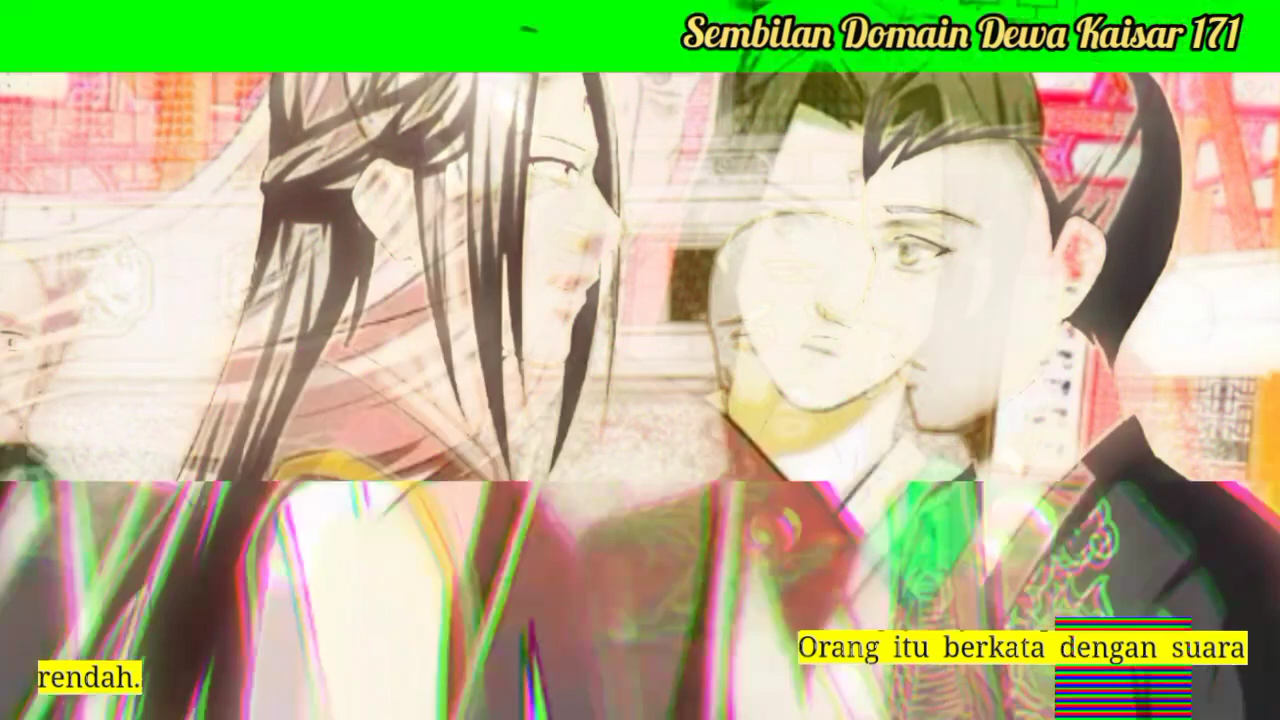 Sembilan Domain Dewa Kaisar 171
Orang itu berkata dengan suara
rendah.